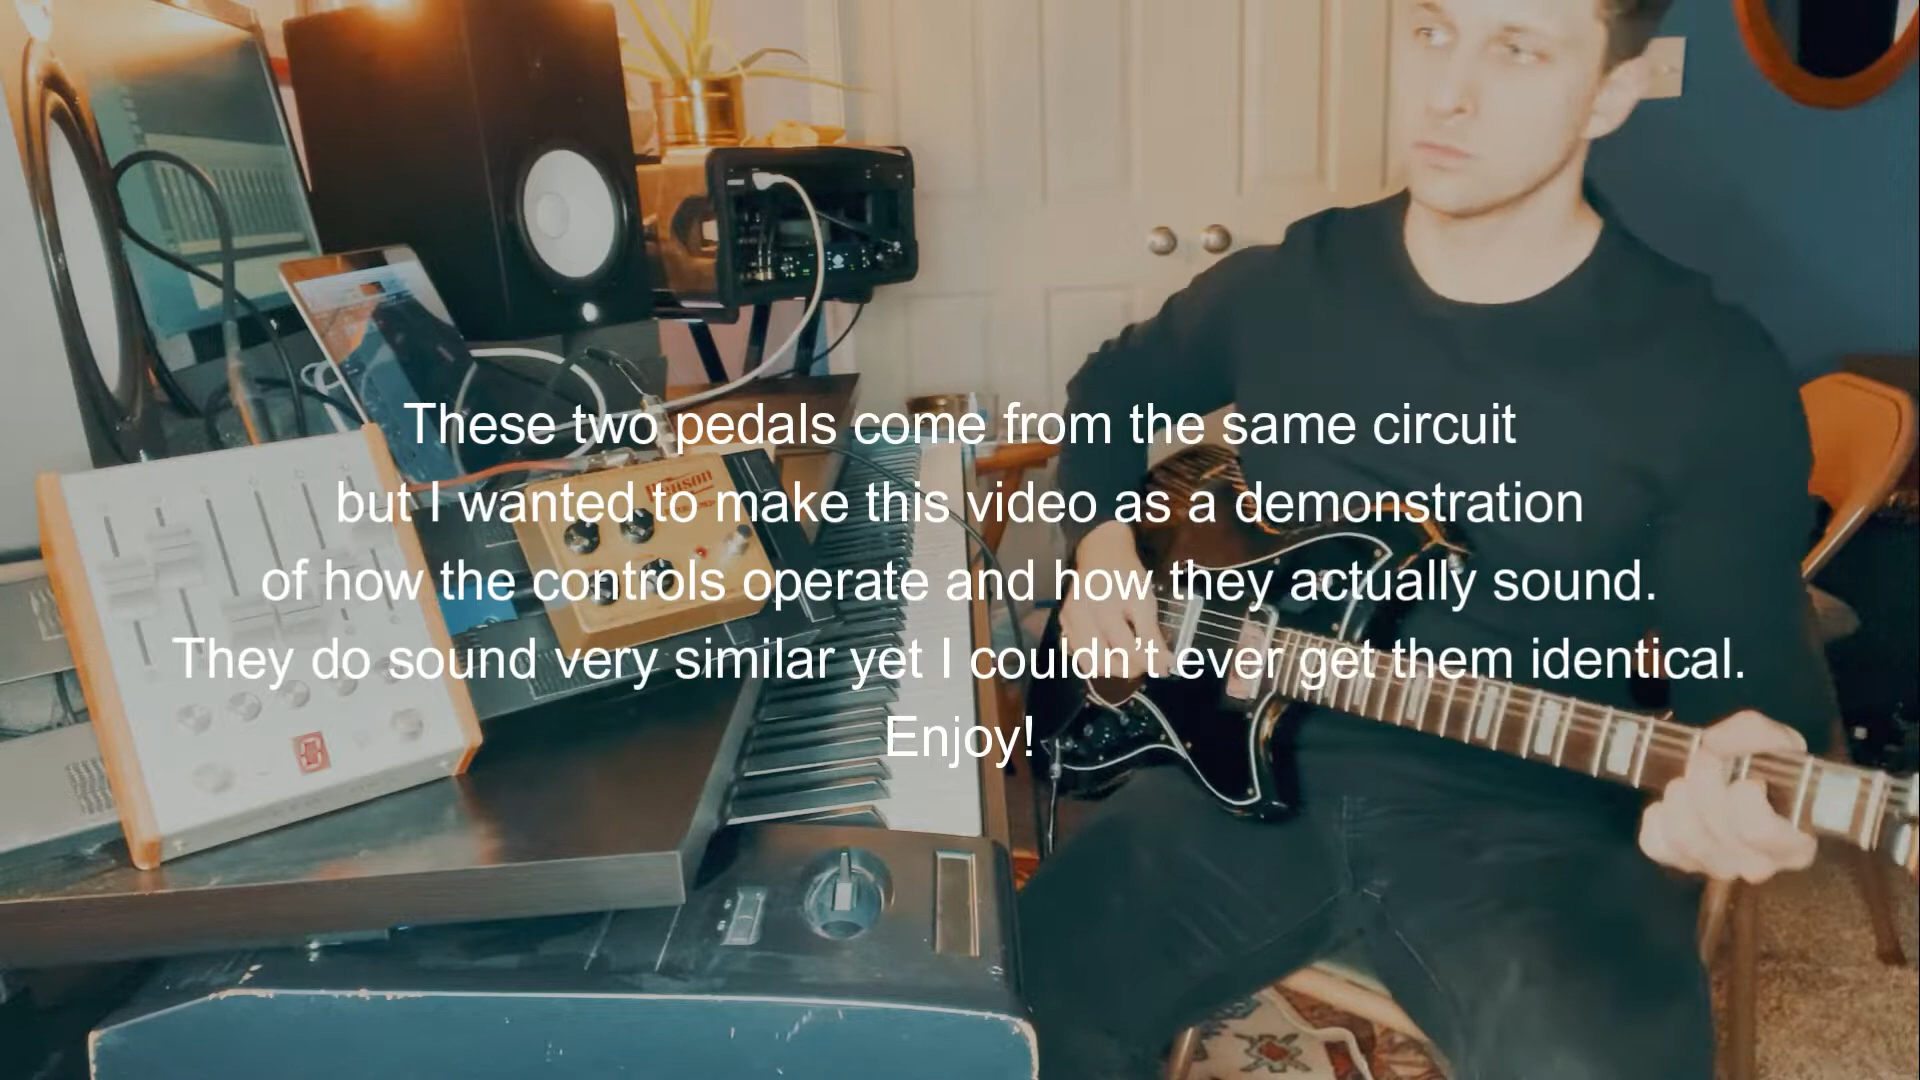 These two pedals come from the same circuit
but I wanted to make this video as a demonstration
of how the controls operate and how they actually sound.
They do sound very similar yet I couldn’t ever get them identical.
Enjoy!